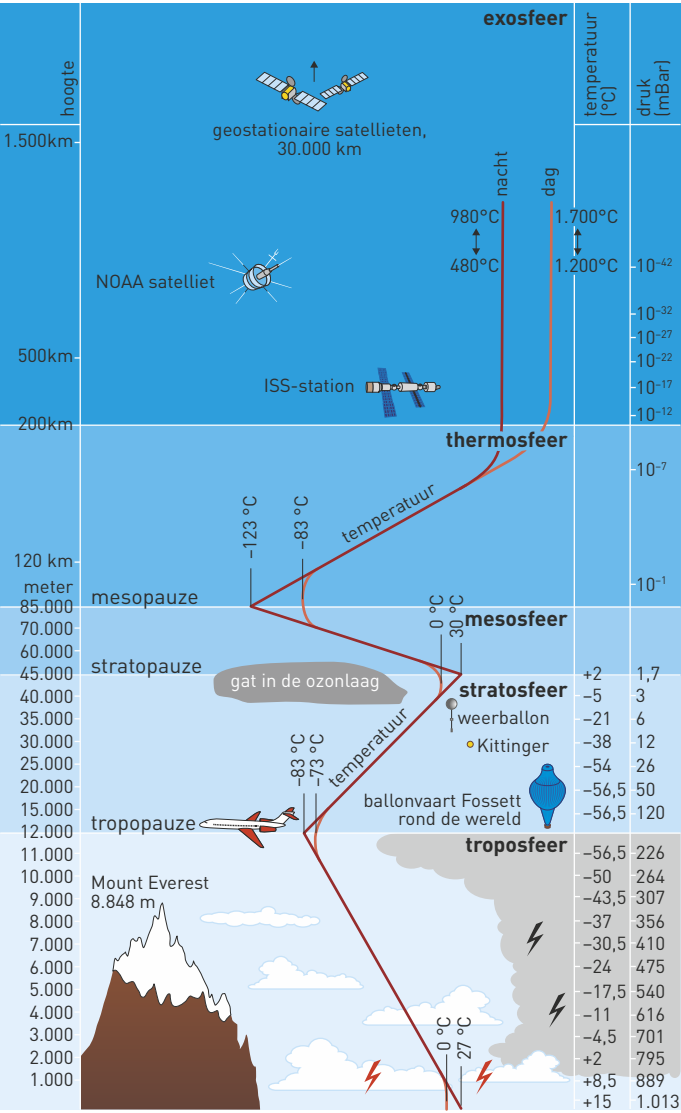 exosfeer
hoogte
temperatuur
(°C)
druk
(mBar)
geostationaire satellieten,
30.000 km
1.500km
nacht
dag
980°C
1.700°C
480°C
1.200°C
10⁻⁴²
NOAA satelliet
10⁻³²
10⁻²⁷
500km
10⁻²²
ISS-station
10⁻¹⁷
10⁻¹²
200km
thermosfeer
10⁻⁷
temperatuur
–123 °C
–83 °C
120 km
10⁻¹
meter
85.000
mesopauze
0 °C
30 °C
mesosfeer
70.000
60.000
stratopauze
45.000
+2 1,7
gat in de ozonlaag
stratosfeer
40.000
–5 3
35.000
weerballon
–21 6
30.000
Kittinger
–38 12
temperatuur
–83 °C
–73 °C
25.000
–54 26
20.000
–56,5 50
15.000
ballonvaart Fossett
rond de wereld
–56,5 120
12.000
tropopauze
troposfeer
11.000
–56,5 226
10.000
–50 264
Mount Everest
8.848 m
9.000
–43,5 307
8.000
–37 356
7.000
–30,5 410
6.000
–24 475
5.000
–17,5 540
4.000
–11 616
3.000
–4,5 701
0 °C
27 °C
2.000
+2 795
1.000
+8,5 889
+15 1.013